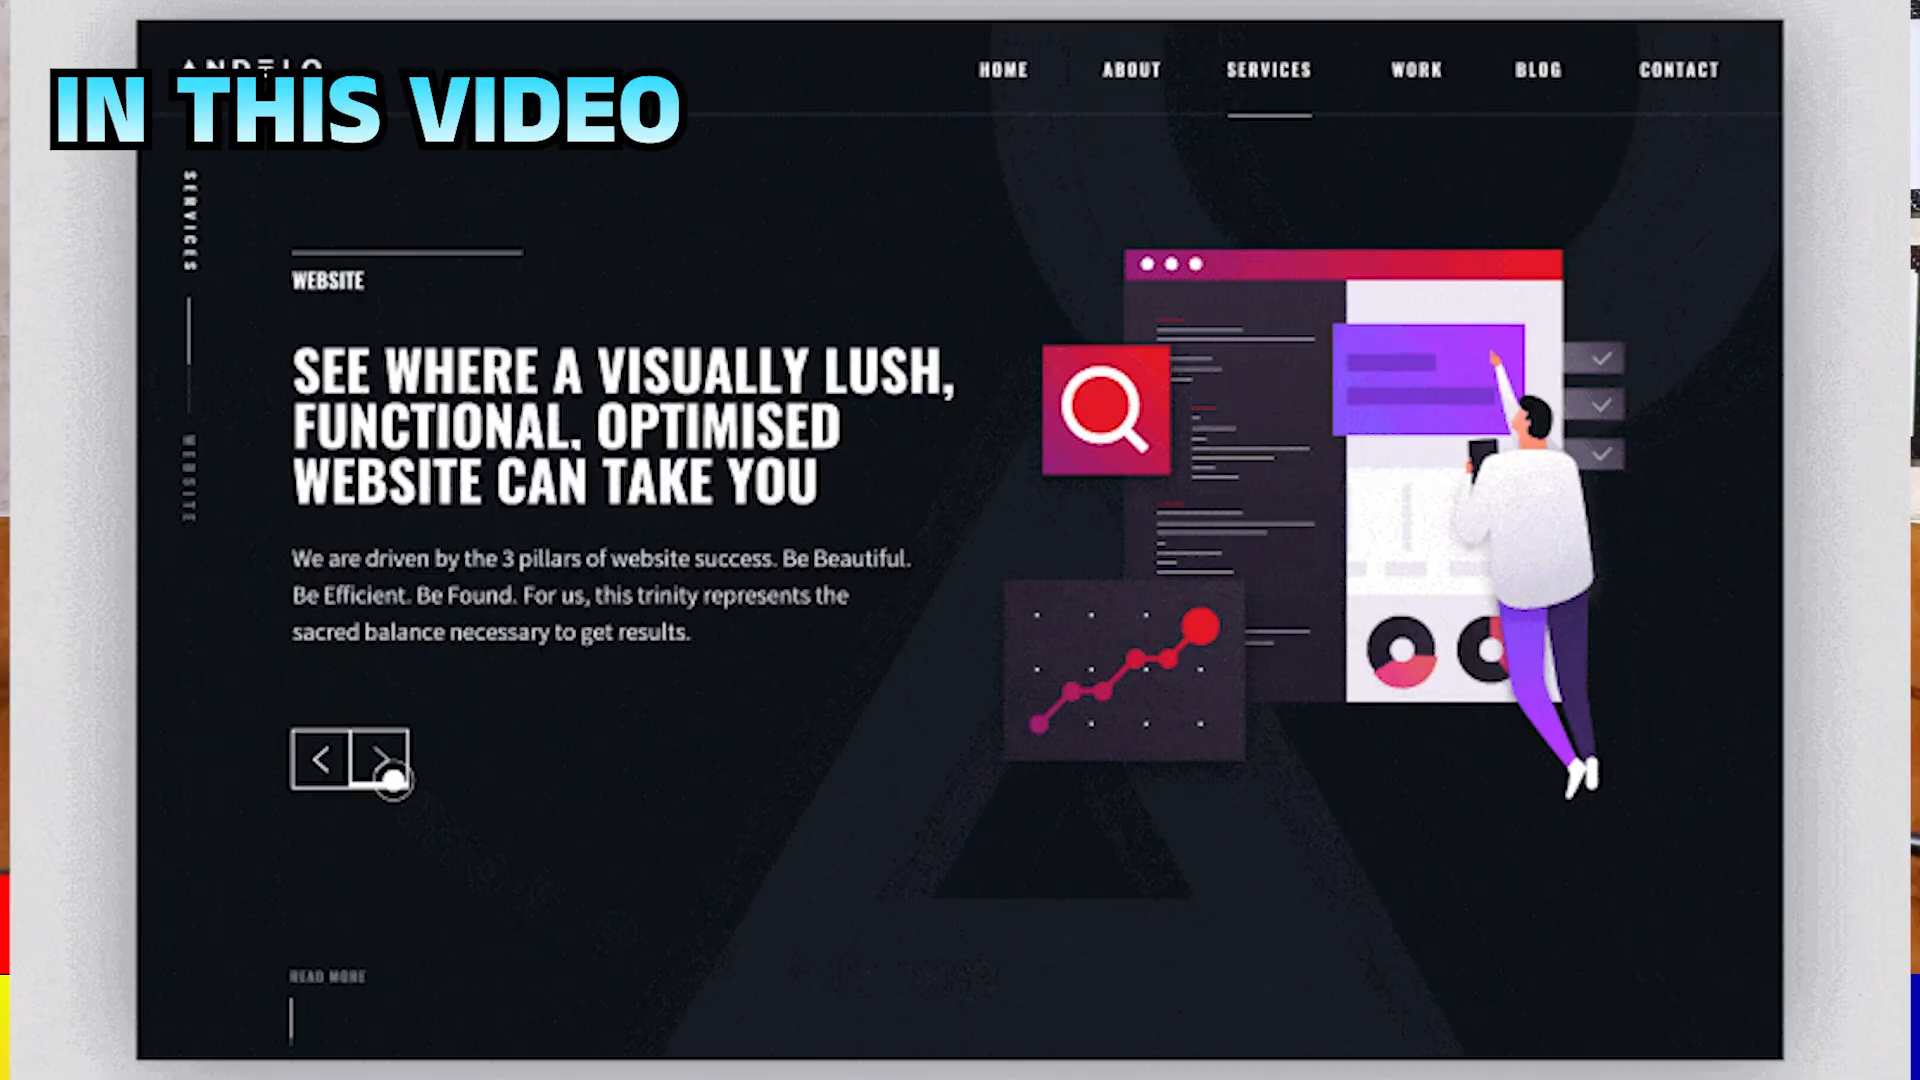 IN THIS VIDEO
HOME ABOUT SERVICES WORK BLOG CONTACT
SERVICES
WEBSITE
WEBSITE
SEE WHERE A VISUALLY LUSH,
FUNCTIONAL. OPTIMISED
WEBSITE CAN TAKE YOU
We are driven by the 3 pillars of website success. Be Beautiful.
Be Efficient. Be Found. For us, this trinity represents the
sacred balance necessary to get results.
READ MORE